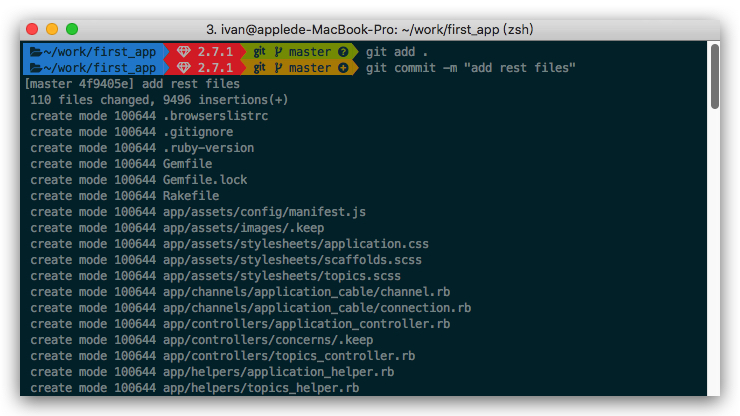 3. ivan@applede-MacBook-Pro: ~/work/first_app (zsh)
~/work/first_app 2.7.1 git master ? git add .
~/work/first_app 2.7.1 git master + git commit -m "add rest files"
[master 4f9405e] add rest files
110 files changed, 9496 insertions(+)
create mode 100644 .browserslistrc
create mode 100644 .gitignore
create mode 100644 .ruby-version
create mode 100644 Gemfile
create mode 100644 Gemfile.lock
create mode 100644 Rakefile
create mode 100644 app/assets/config/manifest.js
create mode 100644 app/assets/images/.keep
create mode 100644 app/assets/stylesheets/application.css
create mode 100644 app/assets/stylesheets/scaffolds.scss
create mode 100644 app/assets/stylesheets/topics.scss
create mode 100644 app/channels/application_cable/channel.rb
create mode 100644 app/channels/application_cable/connection.rb
create mode 100644 app/controllers/application_controller.rb
create mode 100644 app/controllers/concerns/.keep
create mode 100644 app/controllers/topics_controller.rb
create mode 100644 app/helpers/application_helper.rb
create mode 100644 app/helpers/topics_helper.rb